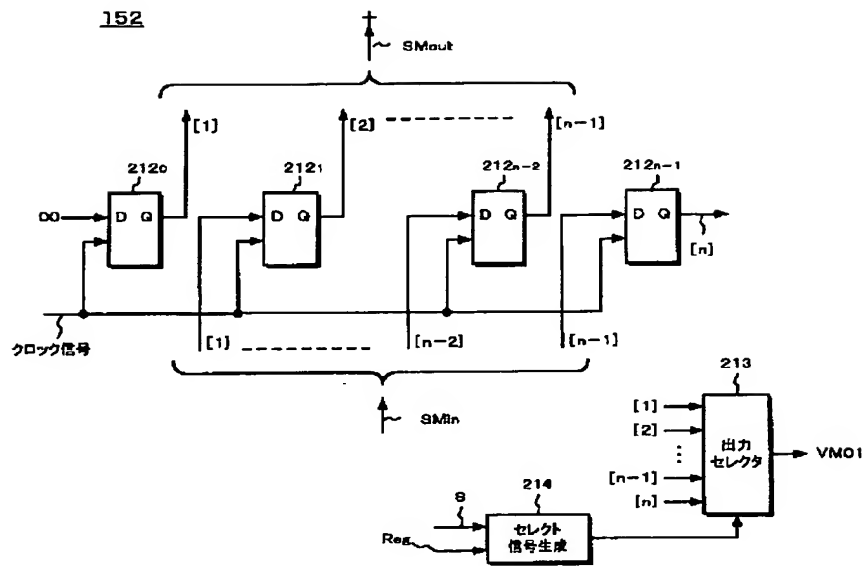 152
SMout
[1]
[2]
[n-1]
212₀
212₁
212n-2
212n-1
D0
D Q
D Q
D Q
D Q
[n]
クロック信号
[1]
[n-2]
[n-1]
SMin
213
[1]
[2]
[n-1]
[n]
出力
セレクタ
VM01
214
S
Reg
セレクト
信号生成